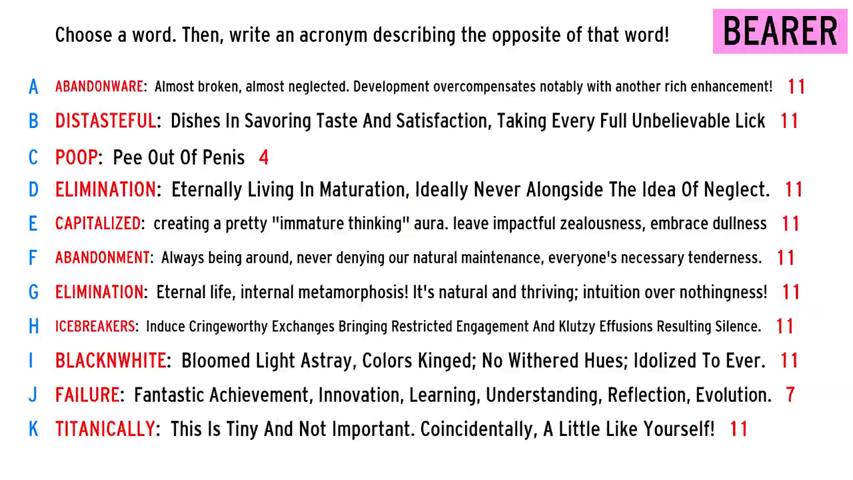 Choose a word. Then, write an acronym describing the opposite of that word!
BEARER
A ABANDONWARE: Almost broken, almost neglected. Development overcompensates notably with another rich enhancement! 11
B DISTASTEFUL: Dishes In Savoring Taste And Satisfaction, Taking Every Full Unbelievable Lick 11
C POOP: Pee Out Of Penis 4
D ELIMINATION: Eternally Living In Maturation, Ideally Never Alongside The Idea Of Neglect. 11
E CAPITALIZED: creating a pretty "immature thinking" aura. leave impactful zealousness, embrace dullness 11
F ABANDONMENT: Always being around, never denying our natural maintenance, everyone's necessary tenderness. 11
G ELIMINATION: Eternal life, internal metamorphosis! It's natural and thriving; intuition over nothingness! 11
H ICEBREAKERS: Induce Cringeworthy Exchanges Bringing Restricted Engagement And Klutzy Effusions Resulting Silence. 11
I BLACKNWHITE: Bloomed Light Astray, Colors Kinged; No Withered Hues; Idolized To Ever. 11
J FAILURE: Fantastic Achievement, Innovation, Learning, Understanding, Reflection, Evolution. 7
K TITANICALLY: This Is Tiny And Not Important. Coincidentally, A Little Like Yourself! 11